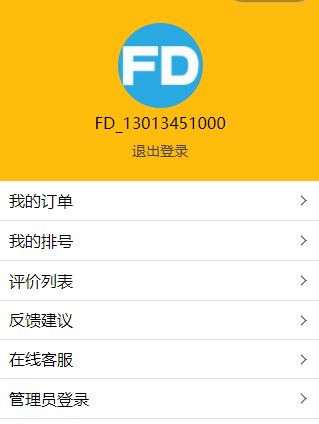 FD
FD_13013451000
退出登录
我的订单
我的排号
评价列表
反馈建议
在线客服
管理员登录